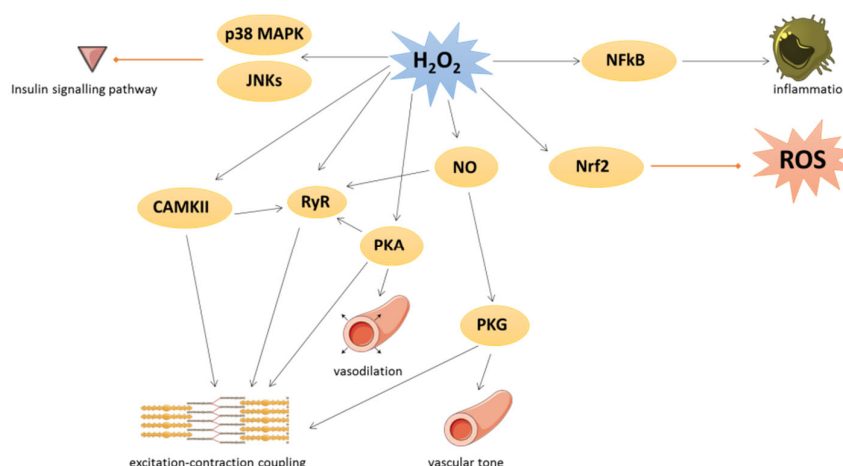 p38 MAPK
H₂O₂
NFkB
JNKs
Insulin signalling pathway
inflammation
NO
Nrf2
ROS
CAMKII
RyR
PKA
PKG
vasodilation
excitation-contraction coupling
vascular tone